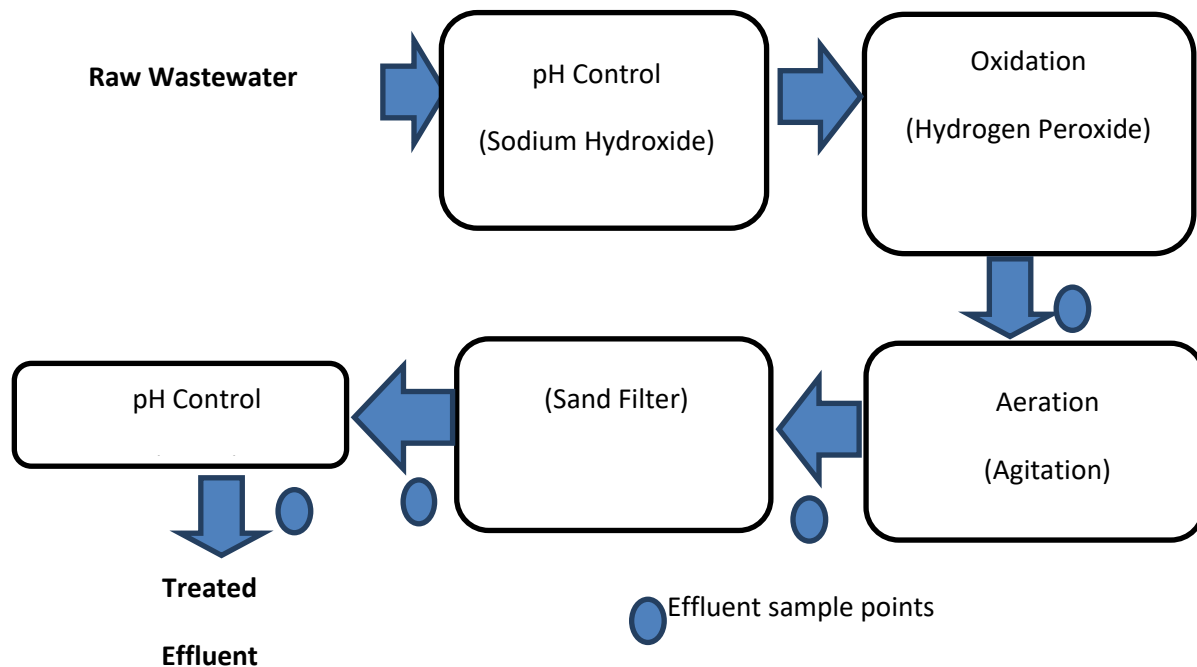 Raw Wastewater
pH Control
(Sodium Hydroxide)
Oxidation
(Hydrogen Peroxide)
Aeration
(Agitation)
(Sand Filter)
pH Control
Treated
Effluent
Effluent sample points